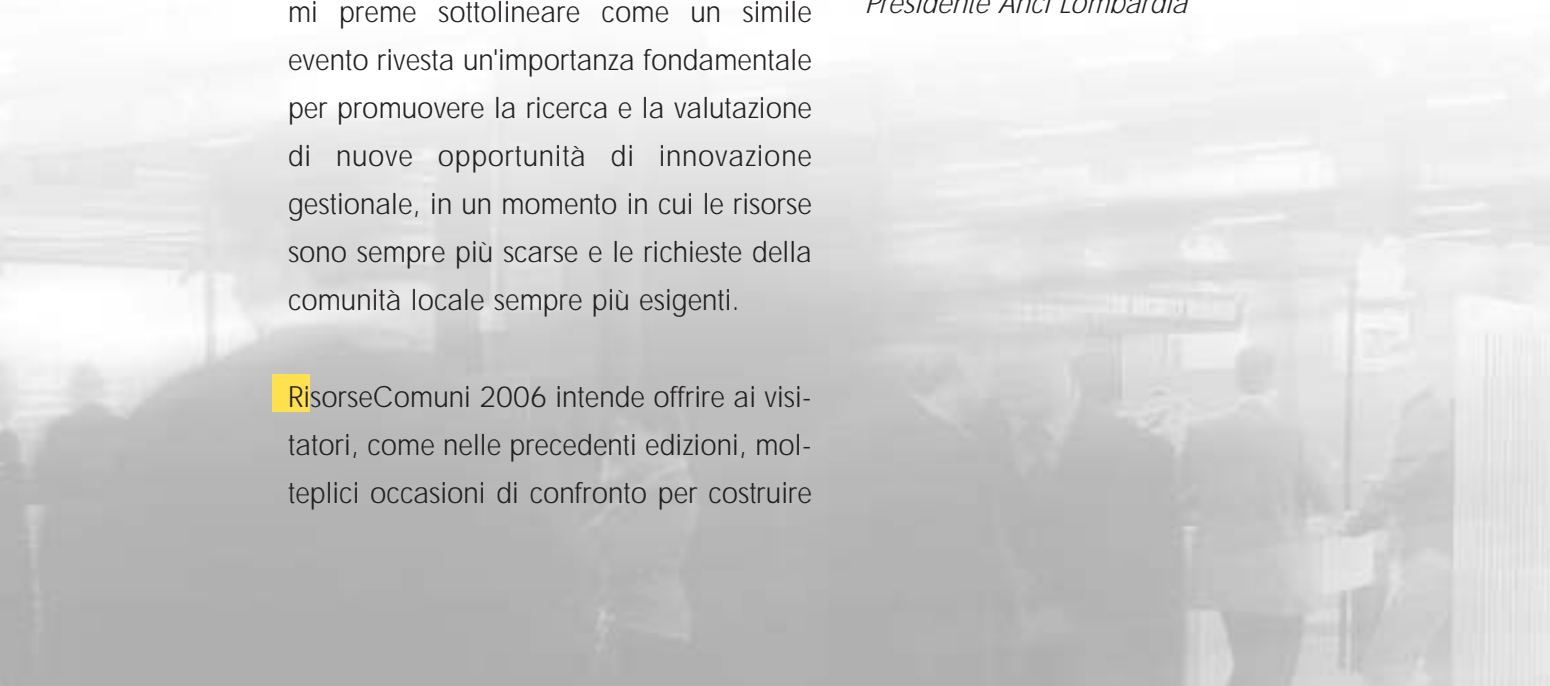 mi preme sottolineare come un simile
evento rivesta un'importanza fondamentale
per promuovere la ricerca e la valutazione
di nuove opportunità di innovazione
gestionale, in un momento in cui le risorse
sono sempre più scarse e le richieste della
comunità locale sempre più esigenti.
RisorseComuni 2006 intende offrire ai visi-
tatori, come nelle precedenti edizioni, mol-
teplici occasioni di confronto per costruire
Presidente Anci Lombardia